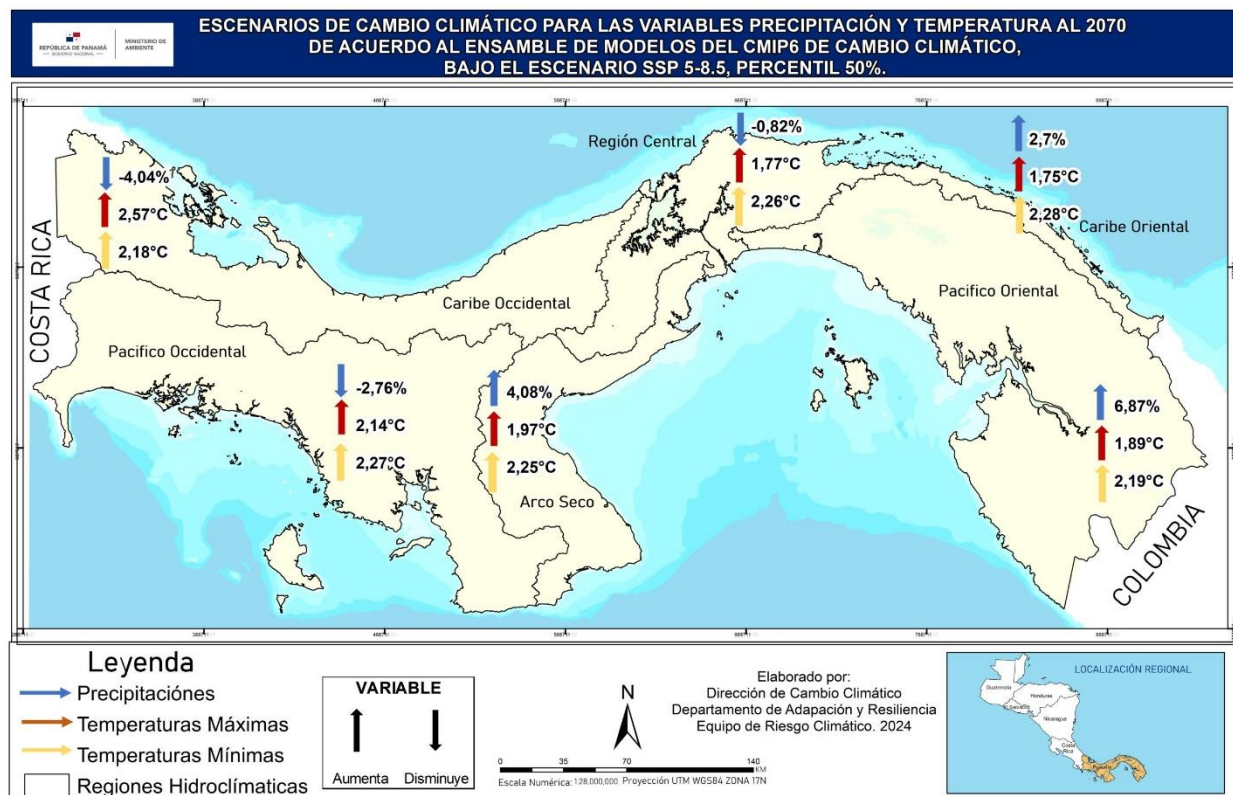 REPÚBLICA DE PANAMÁ
— GOBIERNO NACIONAL —
MINISTERIO DE
AMBIENTE
ESCENARIOS DE CAMBIO CLIMÁTICO PARA LAS VARIABLES PRECIPITACIÓN Y TEMPERATURA AL 2070
DE ACUERDO AL ENSAMBLE DE MODELOS DEL CMIP6 DE CAMBIO CLIMÁTICO,
BAJO EL ESCENARIO SSP 5-8.5, PERCENTIL 50%.
COSTA RICA
-4,04%
2,57°C
2,18°C
Región Central
-0,82%
1,77°C
2,26°C
2,7%
1,75°C
2,28°C
Caribe Oriental
Caribe Occidental
Pacifico Oriental
Pacifico Occidental
-2,76%
2,14°C
2,27°C
4,08%
1,97°C
2,25°C
Arco Seco
6,87%
1,89°C
2,19°C
COLOMBIA
Leyenda
Precipitaciónes
Temperaturas Máximas
Temperaturas Mínimas
Regiones Hidroclímaticas
VARIABLE
Aumenta
Disminuye
N
0 35 70 140
KM
Escala Numérica: 1:28,000,000 Proyección UTM WGS84 ZONA 17N
Elaborado por:
Dirección de Cambio Climático
Departamento de Adapación y Resiliencia
Equipo de Riesgo Climático. 2024
LOCALIZACIÓN REGIONAL
Guatemala
Honduras
El Salvador
Nicaragua
Costa
Rica
Panamá